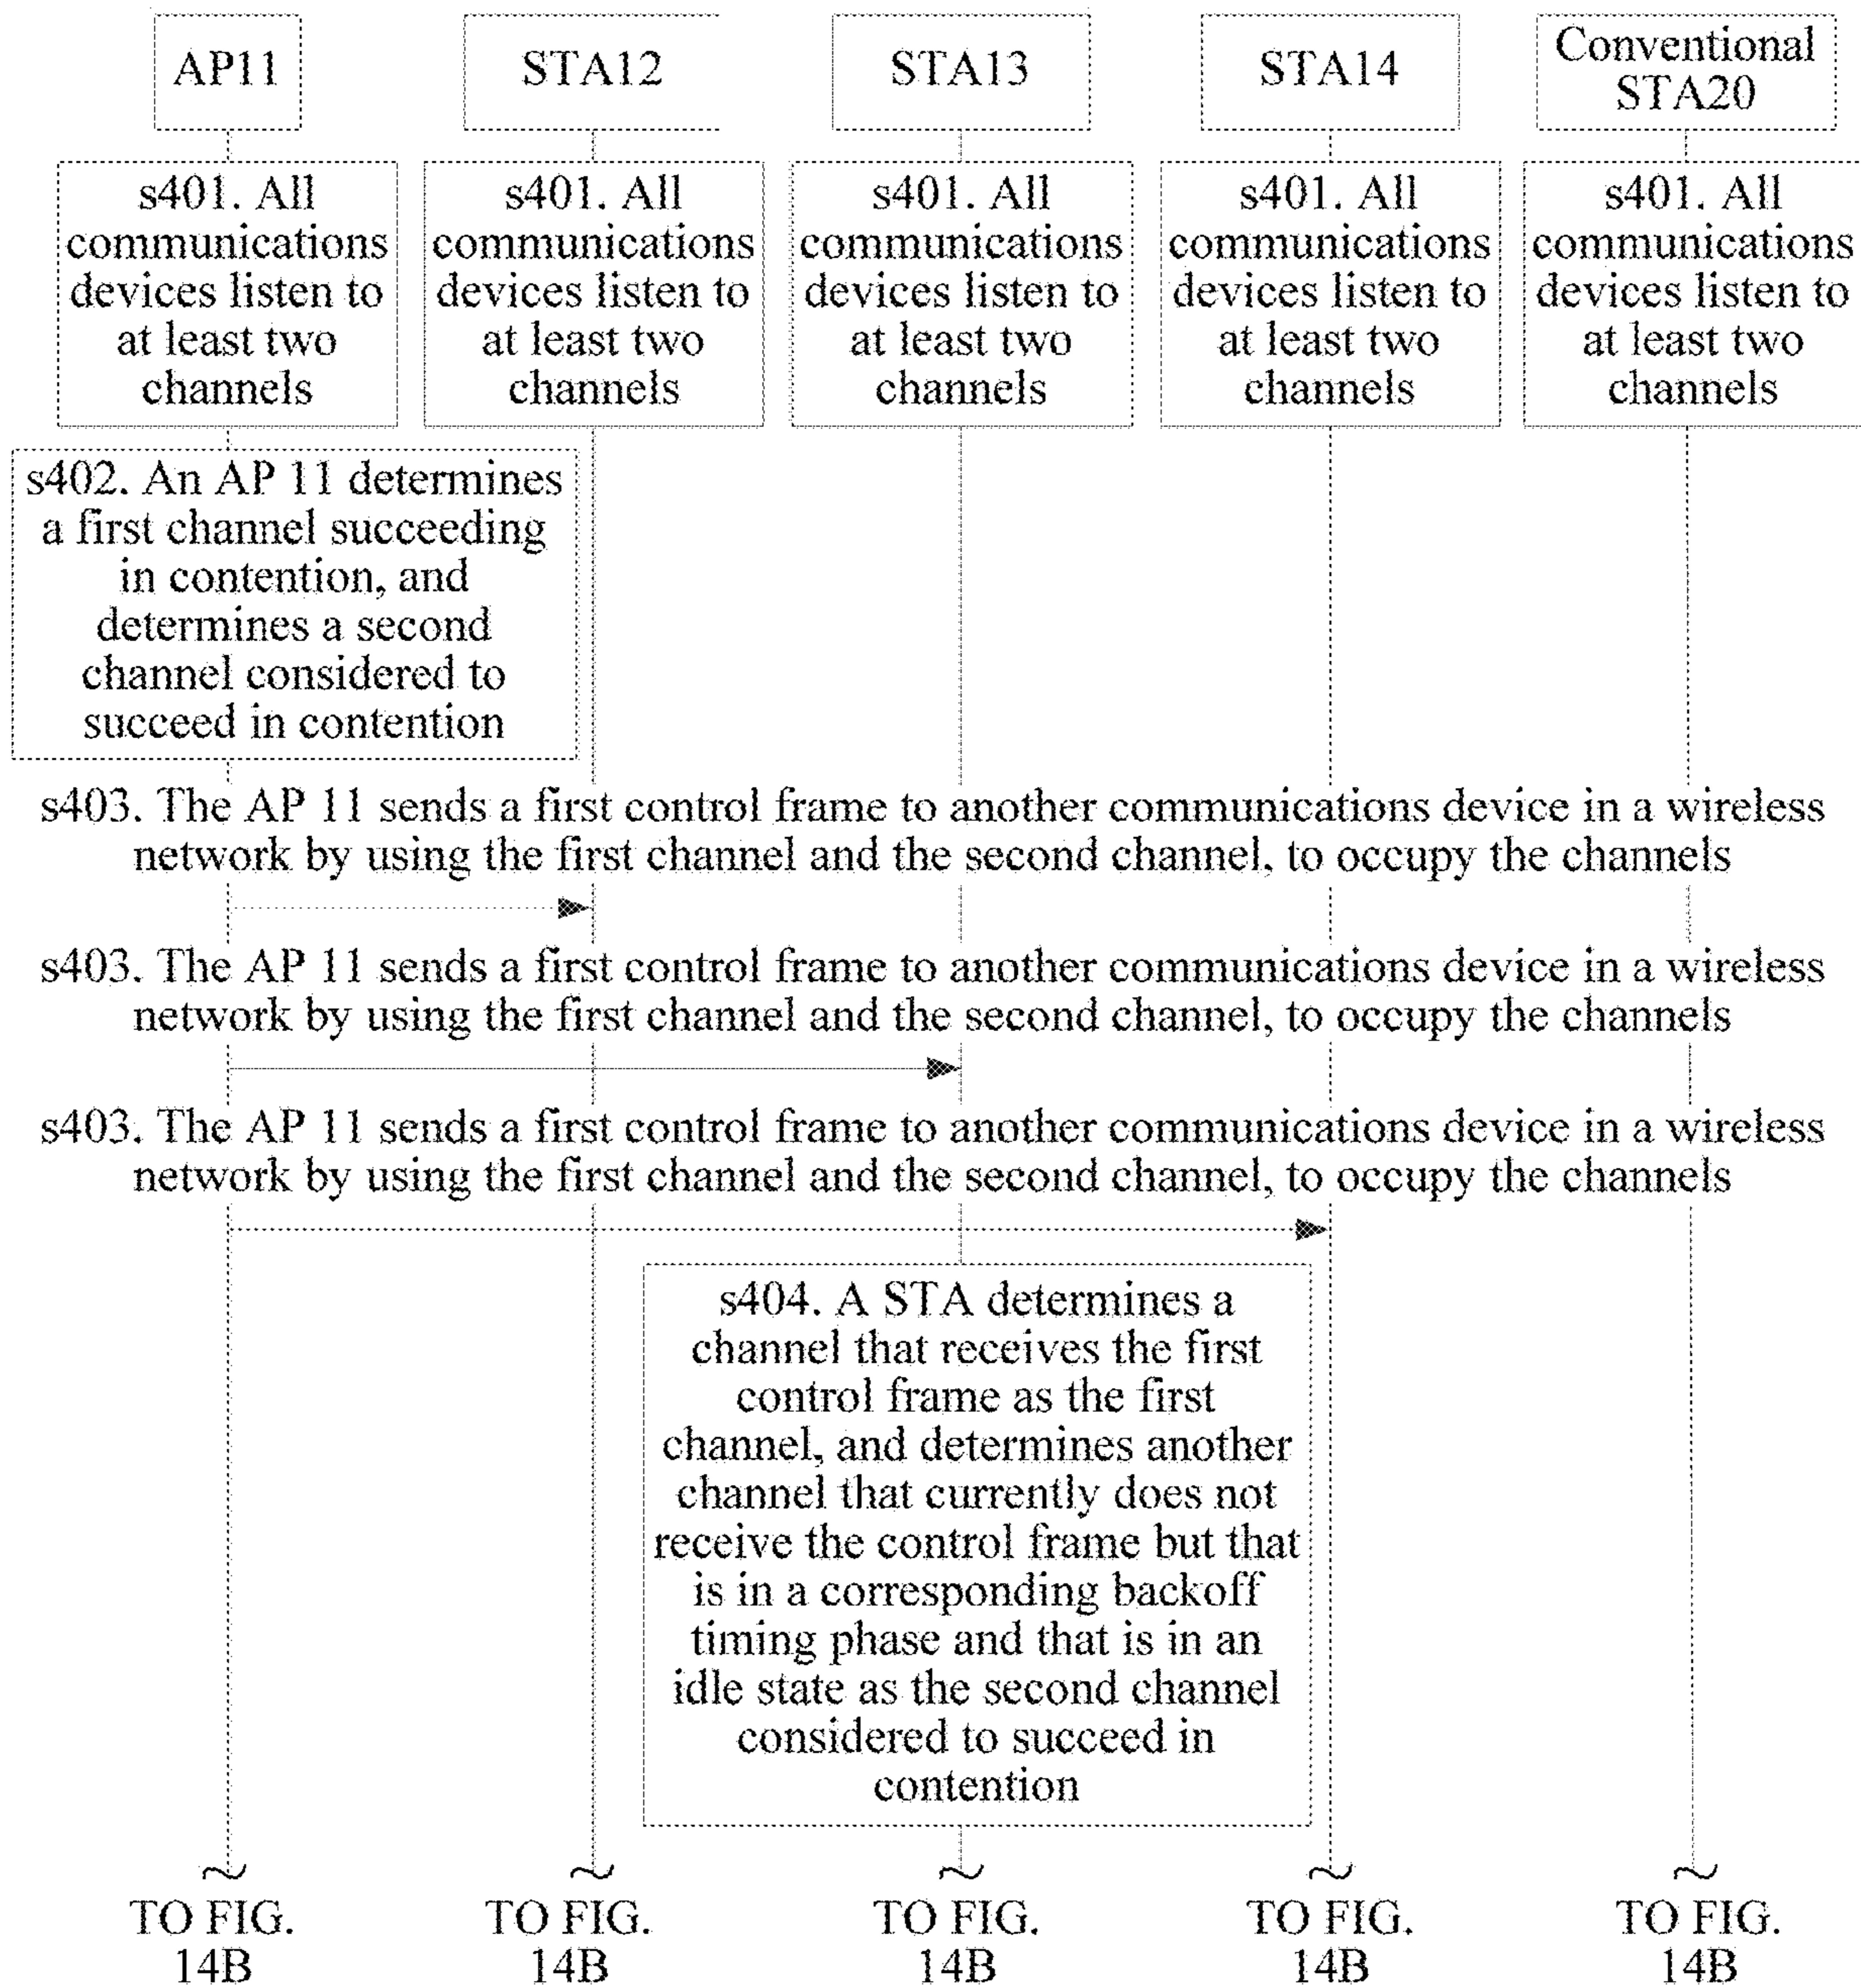 AP11
STA12
STA13
STA14
Conventional
STA20
s401. All
communications
devices listen to
at least two
channels
s401. All
communications
devices listen to
at least two
channels
s401. All
communications
devices listen to
at least two
channels
s401. All
communications
devices listen to
at least two
channels
s401. All
communications
devices listen to
at least two
channels
s402. An AP 11 determines
a first channel succeeding
in contention, and
determines a second
channel considered to
succeed in contention
s403. The AP 11 sends a first control frame to another communications device in a wireless
network by using the first channel and the second channel, to occupy the channels
s403. The AP 11 sends a first control frame to another communications device in a wireless
network by using the first channel and the second channel, to occupy the channels
s403. The AP 11 sends a first control frame to another communications device in a wireless
network by using the first channel and the second channel, to occupy the channels
s404. A STA determines a
channel that receives the first
control frame as the first
channel, and determines another
channel that currently does not
receive the control frame but that
is in a corresponding backoff
timing phase and that is in an
idle state as the second channel
considered to succeed in
contention
TO FIG.
14B
TO FIG.
14B
TO FIG.
14B
TO FIG.
14B
TO FIG.
14B